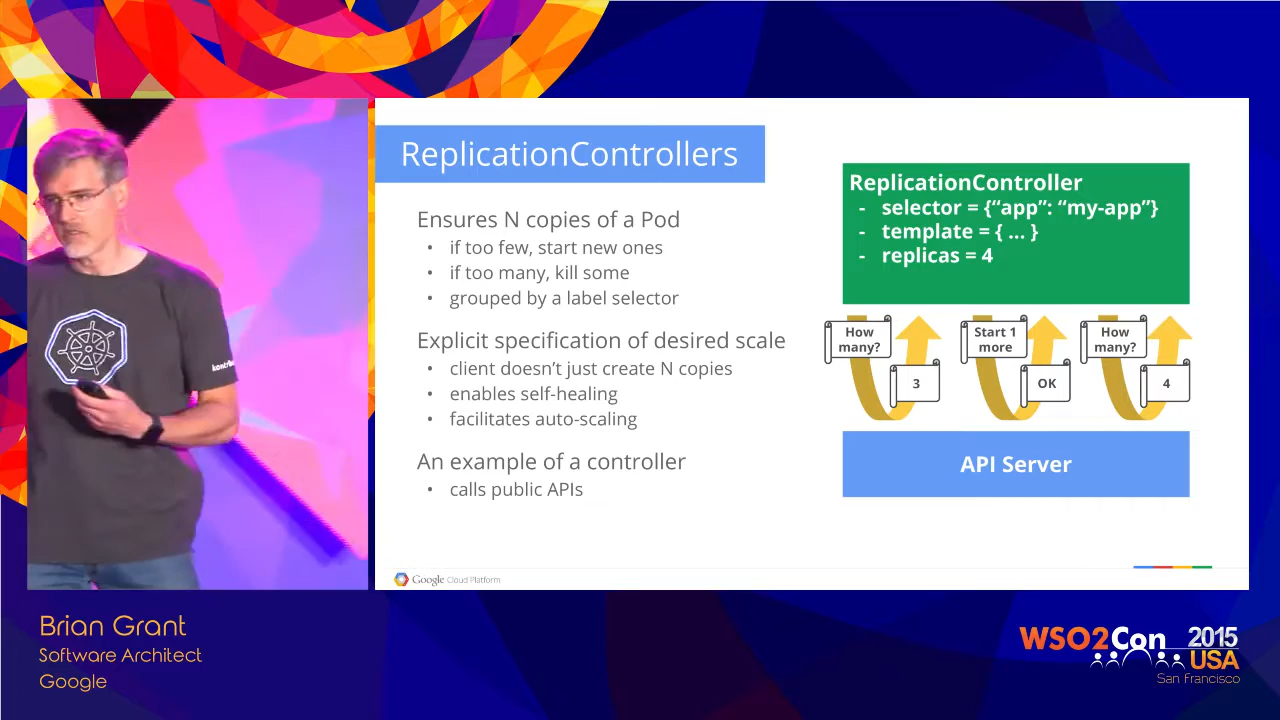 ReplicationControllers
Ensures N copies of a Pod
• if too few, start new ones
• if too many, kill some
• grouped by a label selector
Explicit specification of desired scale
• client doesn’t just create N copies
• enables self-healing
• facilitates auto-scaling
An example of a controller
• calls public APIs
ReplicationController
- selector = {“app”: “my-app”}
- template = { ... }
- replicas = 4
How
many?
3
Start 1
more
OK
How
many?
4
API Server
Google Cloud Platform
Brian Grant
Software Architect
Google
WSO2Con 2015
USA
San Francisco